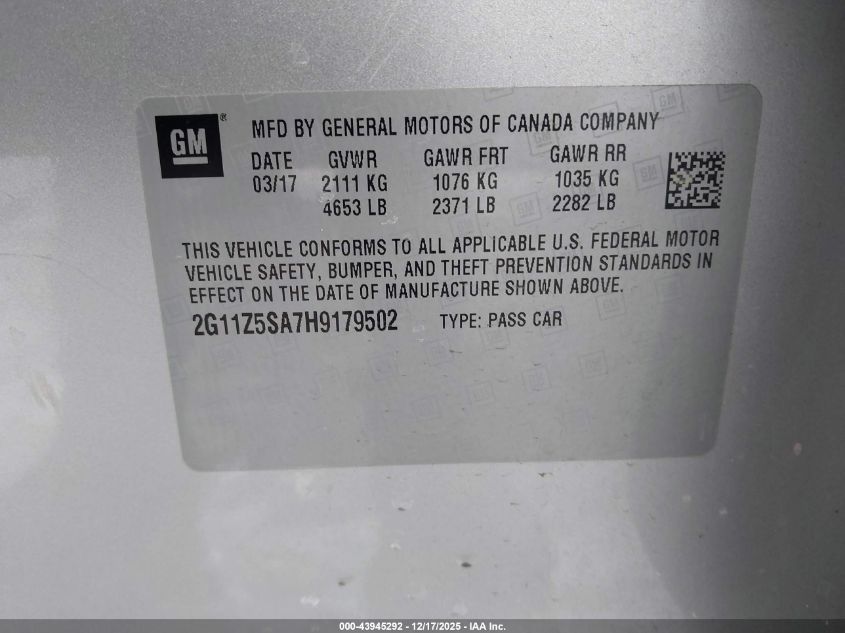 GM ®
MFD BY GENERAL MOTORS OF CANADA COMPANY
DATE GVWR GAWR FRT GAWR RR
03/17 2111 KG 1076 KG 1035 KG
4653 LB 2371 LB 2282 LB
THIS VEHICLE CONFORMS TO ALL APPLICABLE U.S. FEDERAL MOTOR
VEHICLE SAFETY, BUMPER, AND THEFT PREVENTION STANDARDS IN
EFFECT ON THE DATE OF MANUFACTURE SHOWN ABOVE.
2G11Z5SA7H9179502 TYPE: PASS CAR
000-43945292 - 12/17/2025 - IAA Inc.